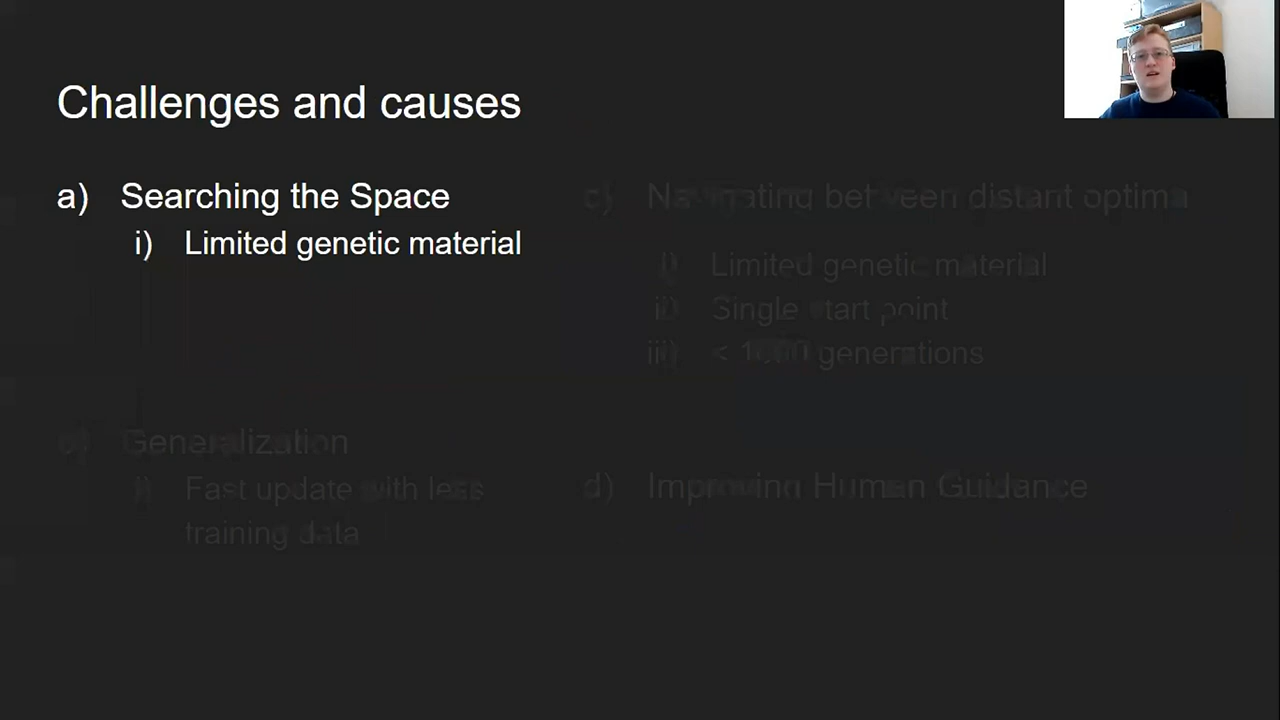 Challenges and causes
a) Searching the Space
i) Limited genetic material
Generalization
i) Fast update with less
training data
c) Navigating between distant optima
i) Limited genetic material
ii) Single start point
iii) < generations
d) Improving Human Guidance